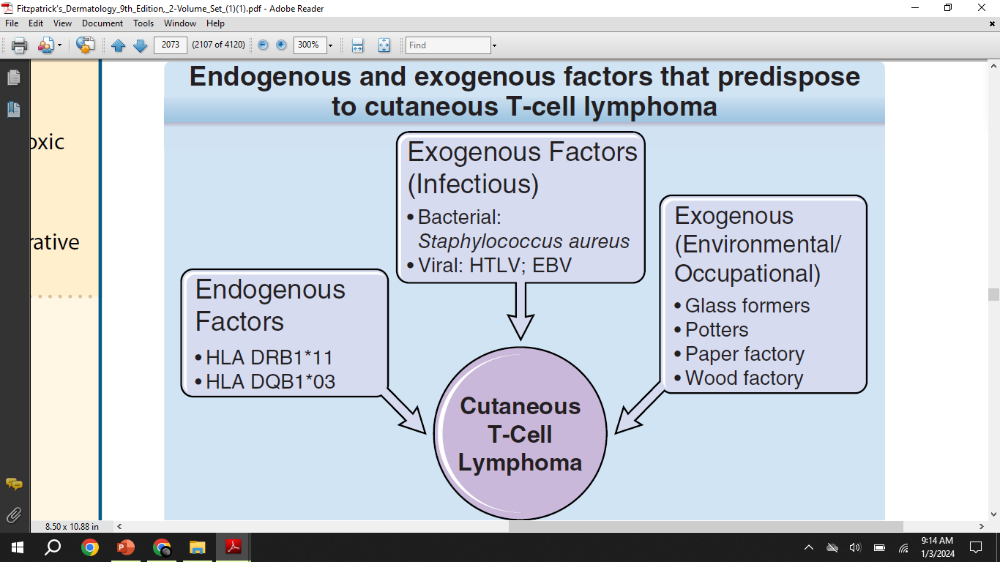 Fitzpatrick's_Dermatology_9th_Edition,_2-Volume_Set_(1)(1).pdf - Adobe Reader
File Edit View Document Tools Window Help
2073 (2107 of 4120) 300% Find
oxic
rative
Endogenous and exogenous factors that predispose
to cutaneous T-cell lymphoma
Endogenous
Factors
• HLA DRB1*11
• HLA DQB1*03
Exogenous Factors
(Infectious)
• Bacterial:
Staphylococcus aureus
• Viral: HTLV; EBV
Exogenous
(Environmental/
Occupational)
• Glass formers
• Potters
• Paper factory
• Wood factory
Cutaneous
T-Cell
Lymphoma
8.50 x 10.88 in
9:14 AM
1/3/2024